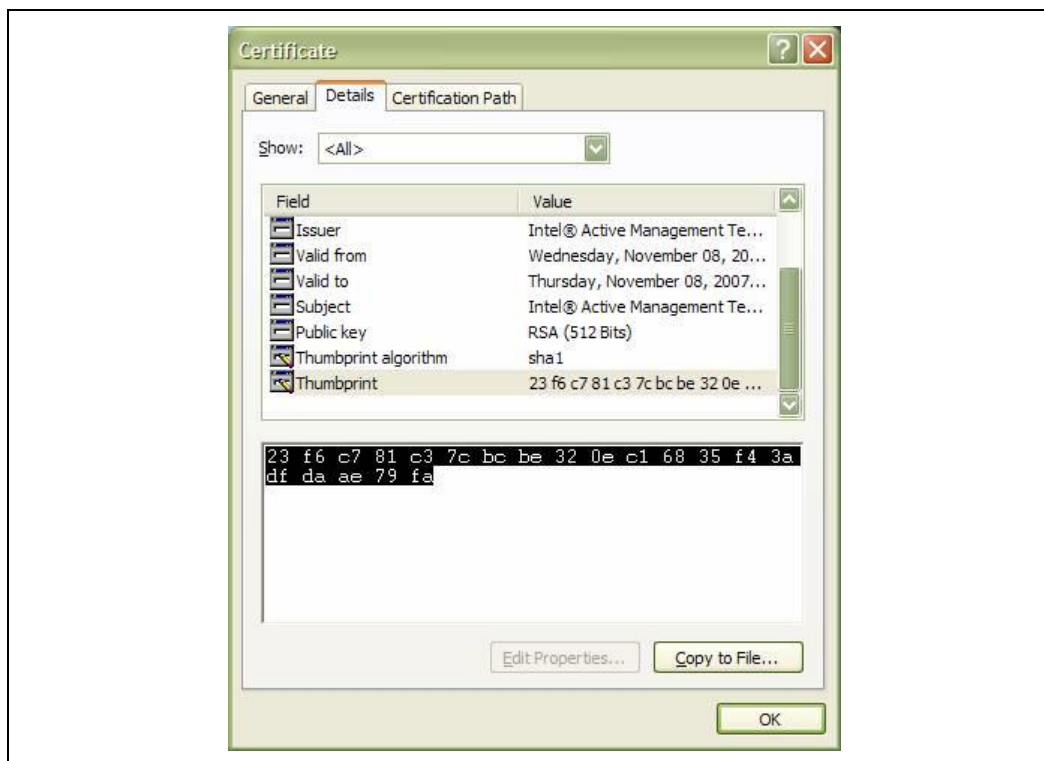 Certificate
General Details Certification Path
Show: <All>
Field Value
Issuer Intel® Active Management Te...
Valid from Wednesday, November 08, 20...
Valid to Thursday, November 08, 2007...
Subject Intel® Active Management Te...
Public key RSA (512 Bits)
Thumbprint algorithm sha1
Thumbprint 23 f6 c7 81 c3 7c bc be 32 0e ...
23 f6 c7 81 c3 7c bc be 32 0e c1 68 35 f4 3a
df da ae 79 fa
Edit Properties... Copy to File...
OK